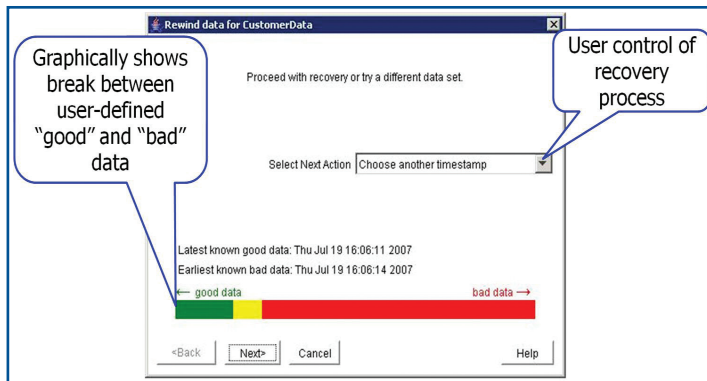 Rewind data for CustomerData
Graphically shows
break between
user-defined
“good” and “bad”
data
User control of
recovery
process
Proceed with recovery or try a different data set.
Select Next Action Choose another timestamp
Latest known good data: Thu Jul 19 16:06:11 2007
Earliest known bad data: Thu Jul 19 16:06:14 2007
← good data bad data →
<Back Next> Cancel Help